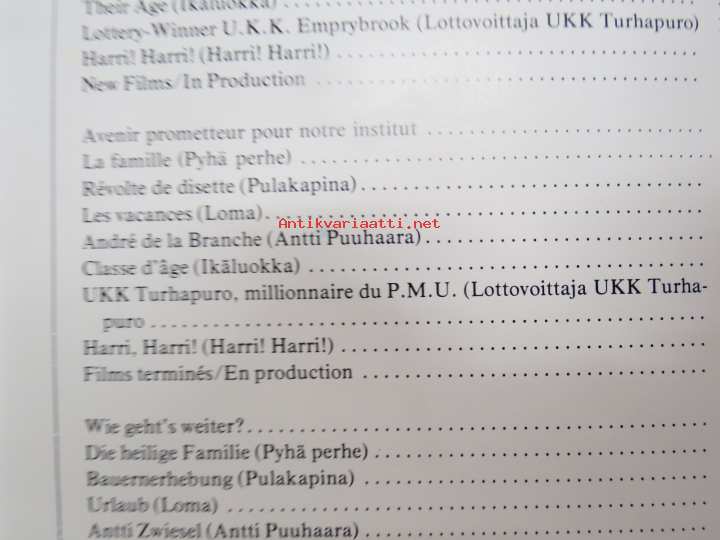 Their Age (Ikäluokka) ....................
Lottery-Winner U.K.K. Emprybrook (Lottovoittaja UKK Turhapuro)
Harri! Harri! (Harri! Harri!) ....................
New Films/In Production ....................
Avenir prometteur pour notre institut ....................
La famille (Pyhä perhe) ....................
Révolte de disette (Pulakapina) ....................
Les vacances (Loma) ....................
Antikvariaatti.net
André de la Branche (Antti Puuhaara) ....................
Classe d'âge (Ikäluokka) ....................
UKK Turhapuro, millionnaire du P.M.U. (Lottovoittaja UKK Turha-
puro ....................
Harri, Harri! (Harri! Harri!) ....................
Films terminés/En production ....................
Wie geht's weiter? ....................
Die heilige Familie (Pyhä perhe) ....................
Bauernerhebung (Pulakapina) ....................
Urlaub (Loma) ....................
Antti Zwiesel (Antti Puuhaara) ....................